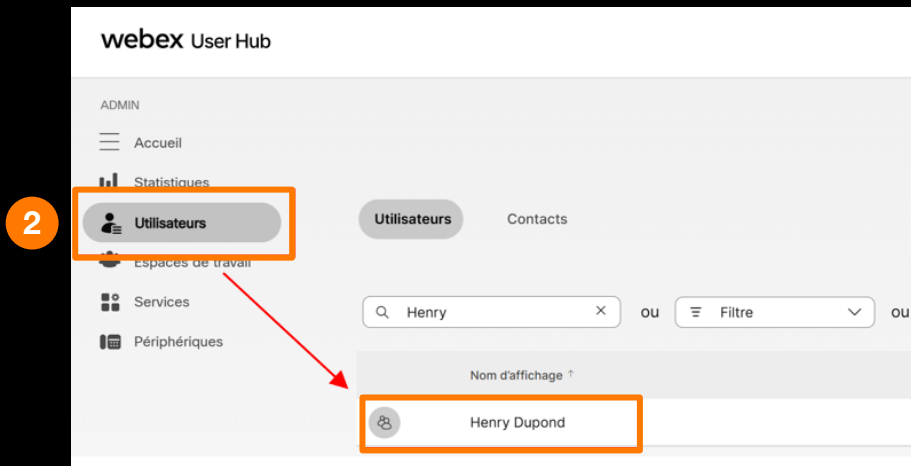 webex User Hub
ADMIN
Accueil
Statistiques
2
Utilisateurs
Espaces de travail
Services
Périphériques
Utilisateurs
Contacts
Henry
ou
Filtre
ou
Nom d'affichage ↑
Henry Dupond